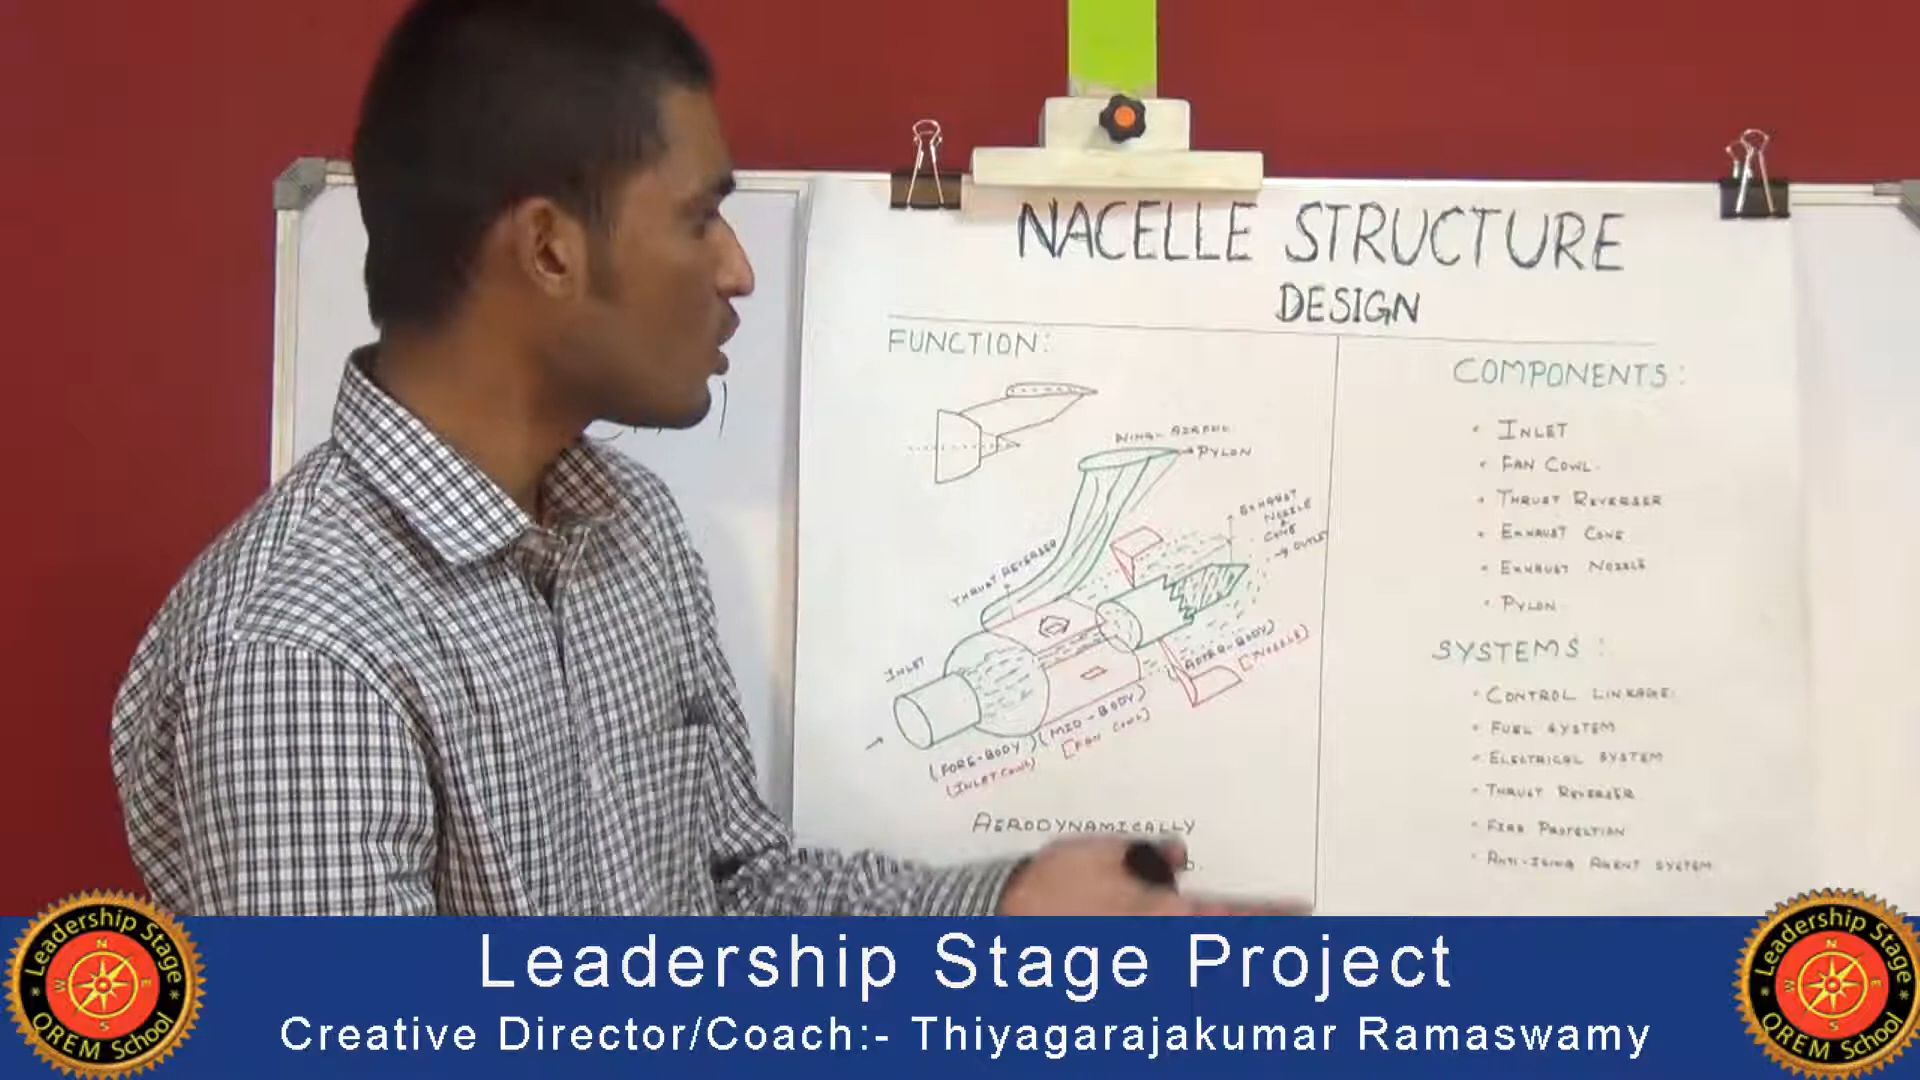 NACELLE STRUCTURE
DESIGN
FUNCTION:
WING AIRFOIL
PYLON
EXHAUST
NOZZLE
&
CONE
OUTLET
THRUST REVERSER
INLET
(AFTER-BODY)
[NOZZLE]
(MID-BODY)
[FAN COWL]
(FORE-BODY)
(INLET COWL)
AERODYNAMICALLY
COMPONENTS:
• INLET
• FAN COWL.
• THRUST REVERSER
• EXHAUST CONE
• EXHAUST NOZZLE
• PYLON
SYSTEMS:
• CONTROL LINKAGE.
• FUEL SYSTEM
• ELECTRICAL SYSTEM
• THRUST REVERSER
• FIRE PROTECTION
• ANTI-ICING AGENT SYSTEM
Leadership Stage Project
Creative Director/Coach:- Thiyagarajakumar Ramaswamy
Leadership Stage
N
W
E
S
QREM School
Leadership Stage
N
W
E
S
QREM School